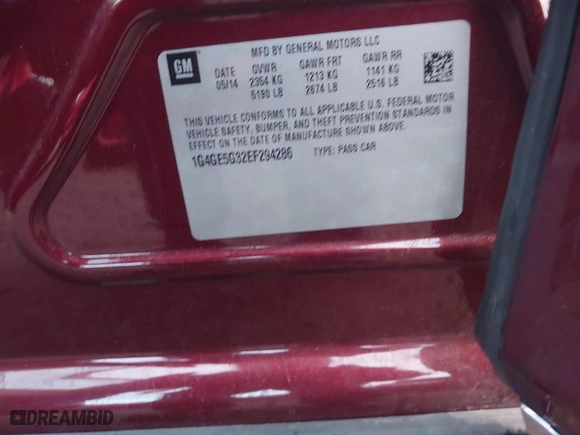 MFD BY GENERAL MOTORS LLC
GM
DATE GVWR GAWR FRT GAWR RR
05/14 2354 KG 1213 KG 1141 KG
5190 LB 2674 LB 2516 LB
THIS VEHICLE CONFORMS TO ALL APPLICABLE U.S. FEDERAL MOTOR
VEHICLE SAFETY, BUMPER, AND THEFT PREVENTION STANDARDS IN
EFFECT ON THE DATE OF MANUFACTURE SHOWN ABOVE.
1G4GE5G32EF294286 TYPE: PASS CAR
DREAMBID